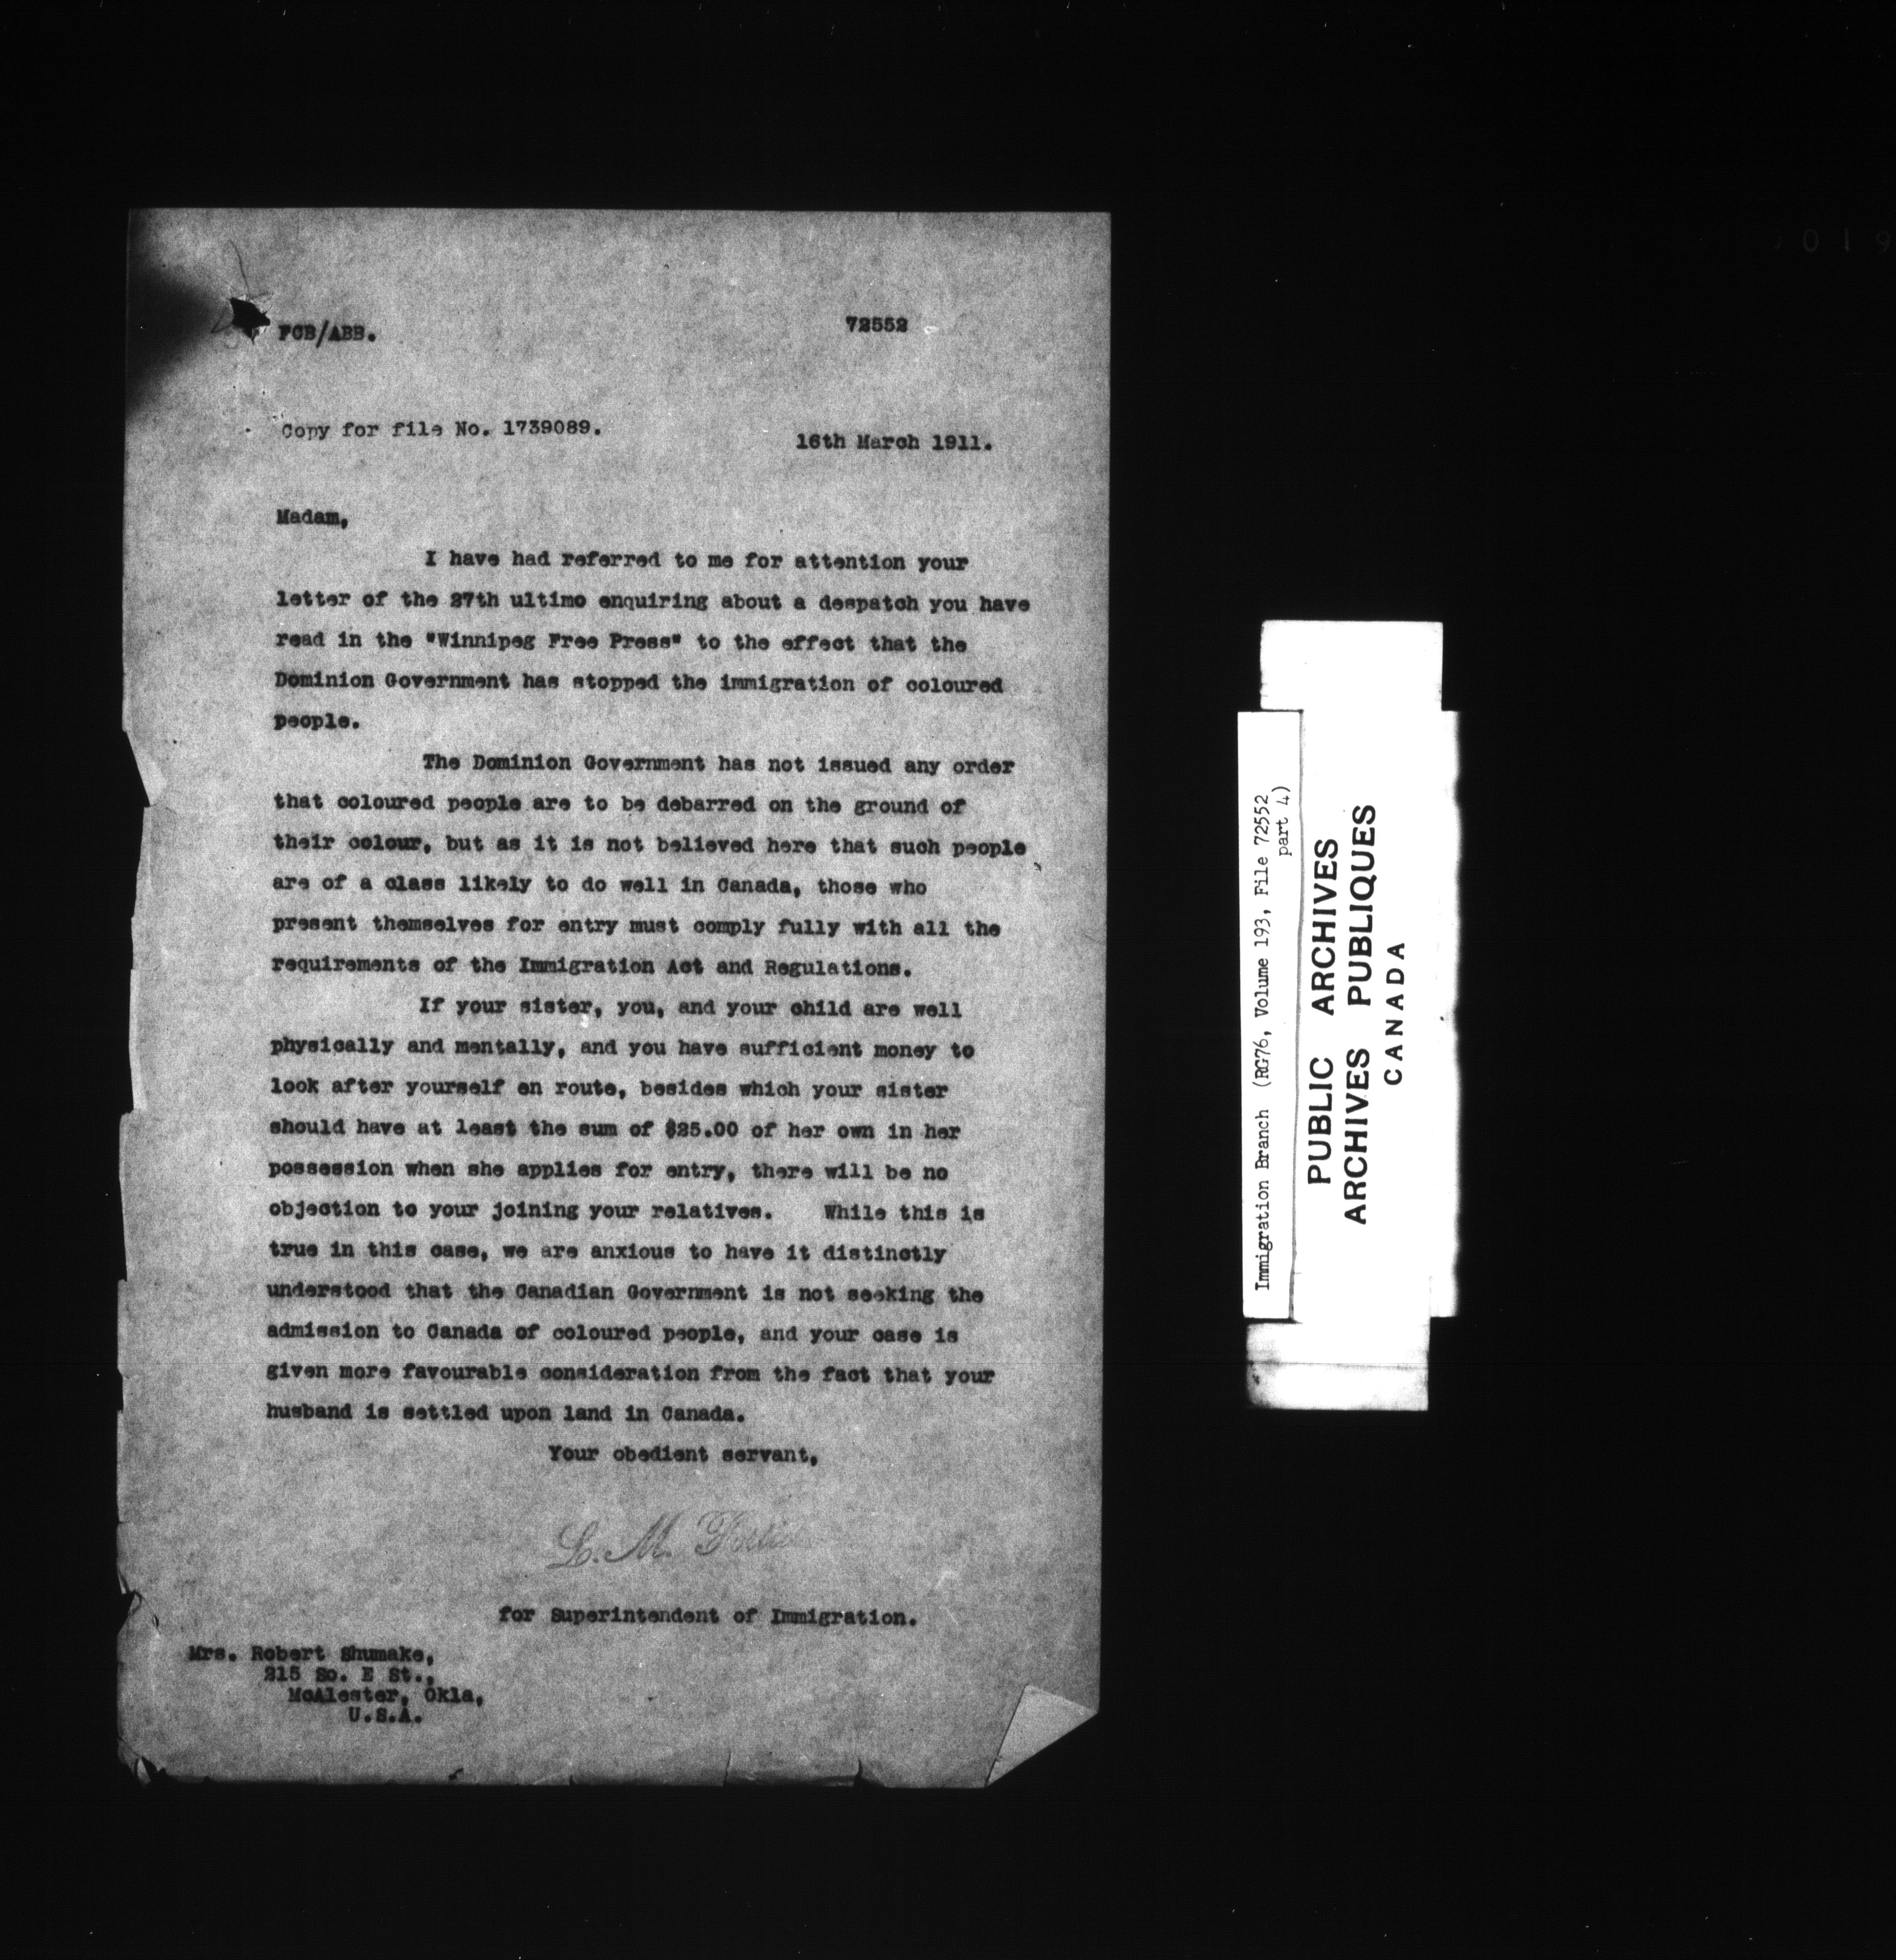 FCB/ABB.
72552
Copy for file No. 1739089.
16th March 1911.
Madam,
I have had referred to me for attention your
letter of the 27th ultimo enquiring about a despatch you have
read in the "Winnipeg Free Press" to the effect that the
Dominion Government has stopped the immigration of coloured
people.
The Dominion Government has not issued any order
that coloured people are to be debarred on the ground of
their colour, but as it is not believed here that such people
are of a class likely to do well in Canada, those who
present themselves for entry must comply fully with all the
requirements of the Immigration Act and Regulations.
If your sister, you, and your child are well
physically and mentally, and you have sufficient money to
look after yourself en route, besides which your sister
should have at least the sum of $25.00 of her own in her
possession when she applies for entry, there will be no
objection to your joining your relatives. While this is
true in this case, we are anxious to have it distinctly
understood that the Canadian Government is not seeking the
admission to Canada of coloured people, and your case is
given more favourable consideration from the fact that your
husband is settled upon land in Canada.
Your obedient servant,
L. M.
for Superintendent of Immigration.
Mrs. Robert Shumake,
215 So. E St.,
McAlester, Okla,
U.S.A.
Immigration Branch (RG76, Volume 193, File 72552
part 4)
PUBLIC ARCHIVES
ARCHIVES PUBLIQUES
CANADA